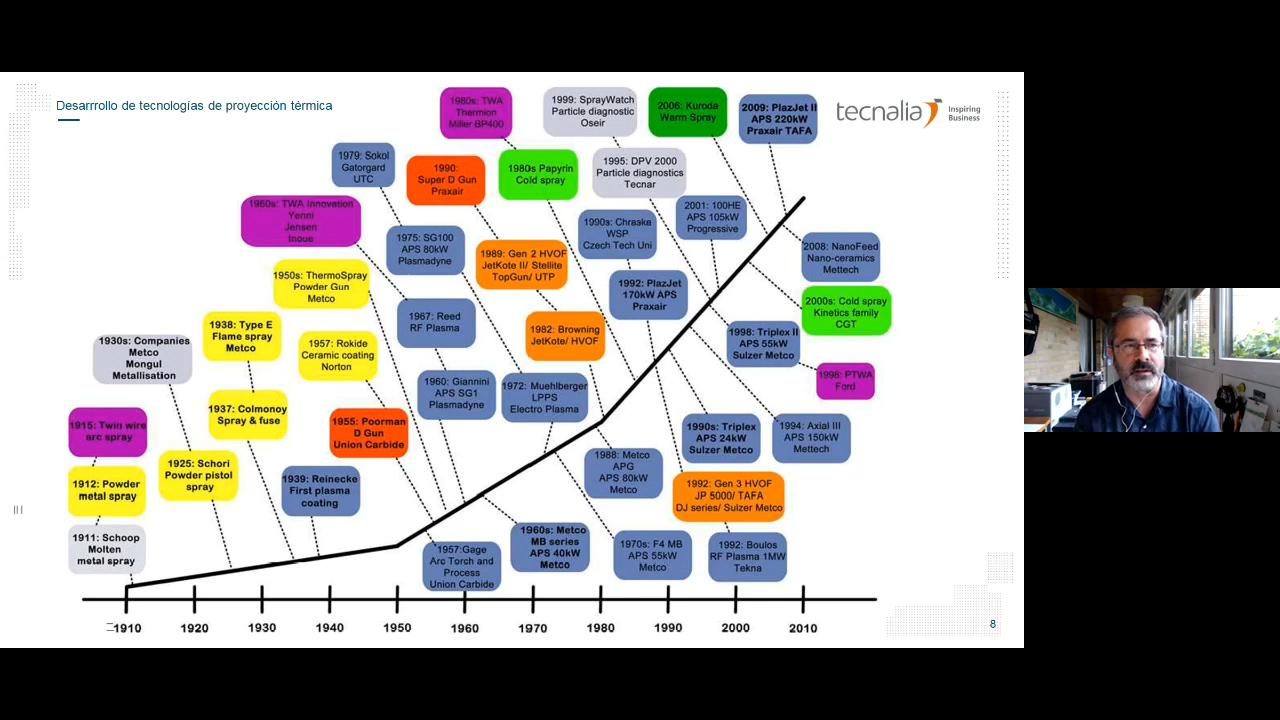 Desarrrollo de tecnologías de proyección térmica
tecnalia
Inspiring
Business
1980s: TWA
Thermion
Miller BP400
1999: SprayWatch
Particle diagnostic
Oseir
2006: Kuroda
Warm Spray
2009: PlazJet II
APS 220kW
Praxair TAFA
1979: Sokol
Gatorgard
UTC
1990:
Super D Gun
Praxair
1980s Papyrin
Cold spray
1995: DPV 2000
Particle diagnostics
Tecnar
1960s: TWA Innovation
Yenni
Jensen
Inoue
1975: SG100
APS 80kW
Plasmadyne
1989: Gen 2 HVOF
JetKote II/ Stellite
TopGun/ UTP
1990s: Chraske
WSP
Czech Tech Uni
2001: 100HE
APS 105kW
Progressive
2008: NanoFeed
Nano-ceramics
Mettech
1950s: ThermoSpray
Powder Gun
Metco
1967: Reed
RF Plasma
1982: Browning
JetKote/ HVOF
1992: PlazJet
170kW APS
Praxair
2000s: Cold spray
Kinetics family
CGT
1930s: Companies
Metco
Mongul
Metallisation
1938: Type E
Flame spray
Metco
1957: Rokide
Ceramic coating
Norton
1998: Triplex II
APS 55kW
Sulzer Metco
1998: PTWA
Ford
1960: Giannini
APS SG1
Plasmadyne
1972: Muehlberger
LPPS
Electro Plasma
1915: Twin wire
arc spray
1937: Colmonoy
Spray & fuse
1955: Poorman
D Gun
Union Carbide
1990s: Triplex
APS 24kW
Sulzer Metco
1994: Axial III
APS 150kW
Mettech
1912: Powder
metal spray
1925: Schori
Powder pistol
spray
1939: Reinecke
First plasma
coating
1988: Metco
APG
APS 80kW
Metco
1992: Gen 3 HVOF
JP 5000/ TAFA
DJ series/ Sulzer Metco
1911: Schoop
Molten
metal spray
1957:Gage
Arc Torch and
Process
Union Carbide
1960s: Metco
MB series
APS 40kW
Metco
1970s: F4 MB
APS 55kW
Metco
1992: Boulos
RF Plasma 1MW
Tekna
1910 1920 1930 1940 1950 1960 1970 1980 1990 2000 2010
8